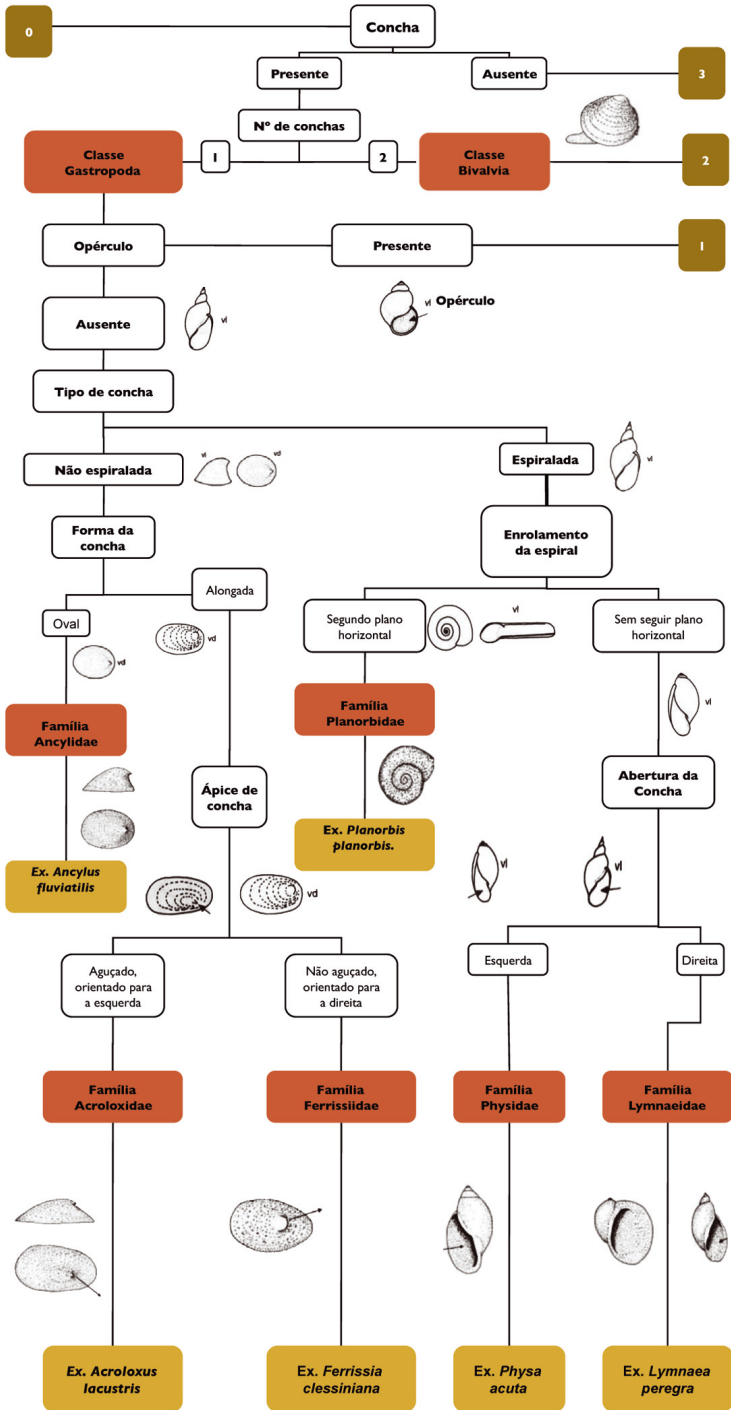 0
Concha
Presente
Ausente
3
Nº de conchas
Classe
Gastropoda
1
2
Classe
Bivalvia
2
Opérculo
Presente
1
Ausente
vl
vl
Opérculo
Tipo de concha
Não espiralada
vl
vd
Espiralada
vl
Forma da
concha
Enrolamento
da espiral
Oval
Alongada
Segundo plano
horizontal
vl
Sem seguir plano
horizontal
vd
vd
vl
Família
Ancylidae
Família
Planorbidae
Ápice de
concha
Abertura da
Concha
Ex. Planorbis
planorbis.
Ex. Ancylus
fluviatilis
vd
vl
vl
Aguçado,
orientado para
a esquerda
Não aguçado,
orientado para
a direita
Esquerda
Direita
Família
Acroloxidae
Família
Ferrissiidae
Família
Physidae
Família
Lymnaeidae
Ex. Acroloxus
lacustris
Ex. Ferrissia
clessiniana
Ex. Physa
acuta
Ex. Lymnaea
peregra